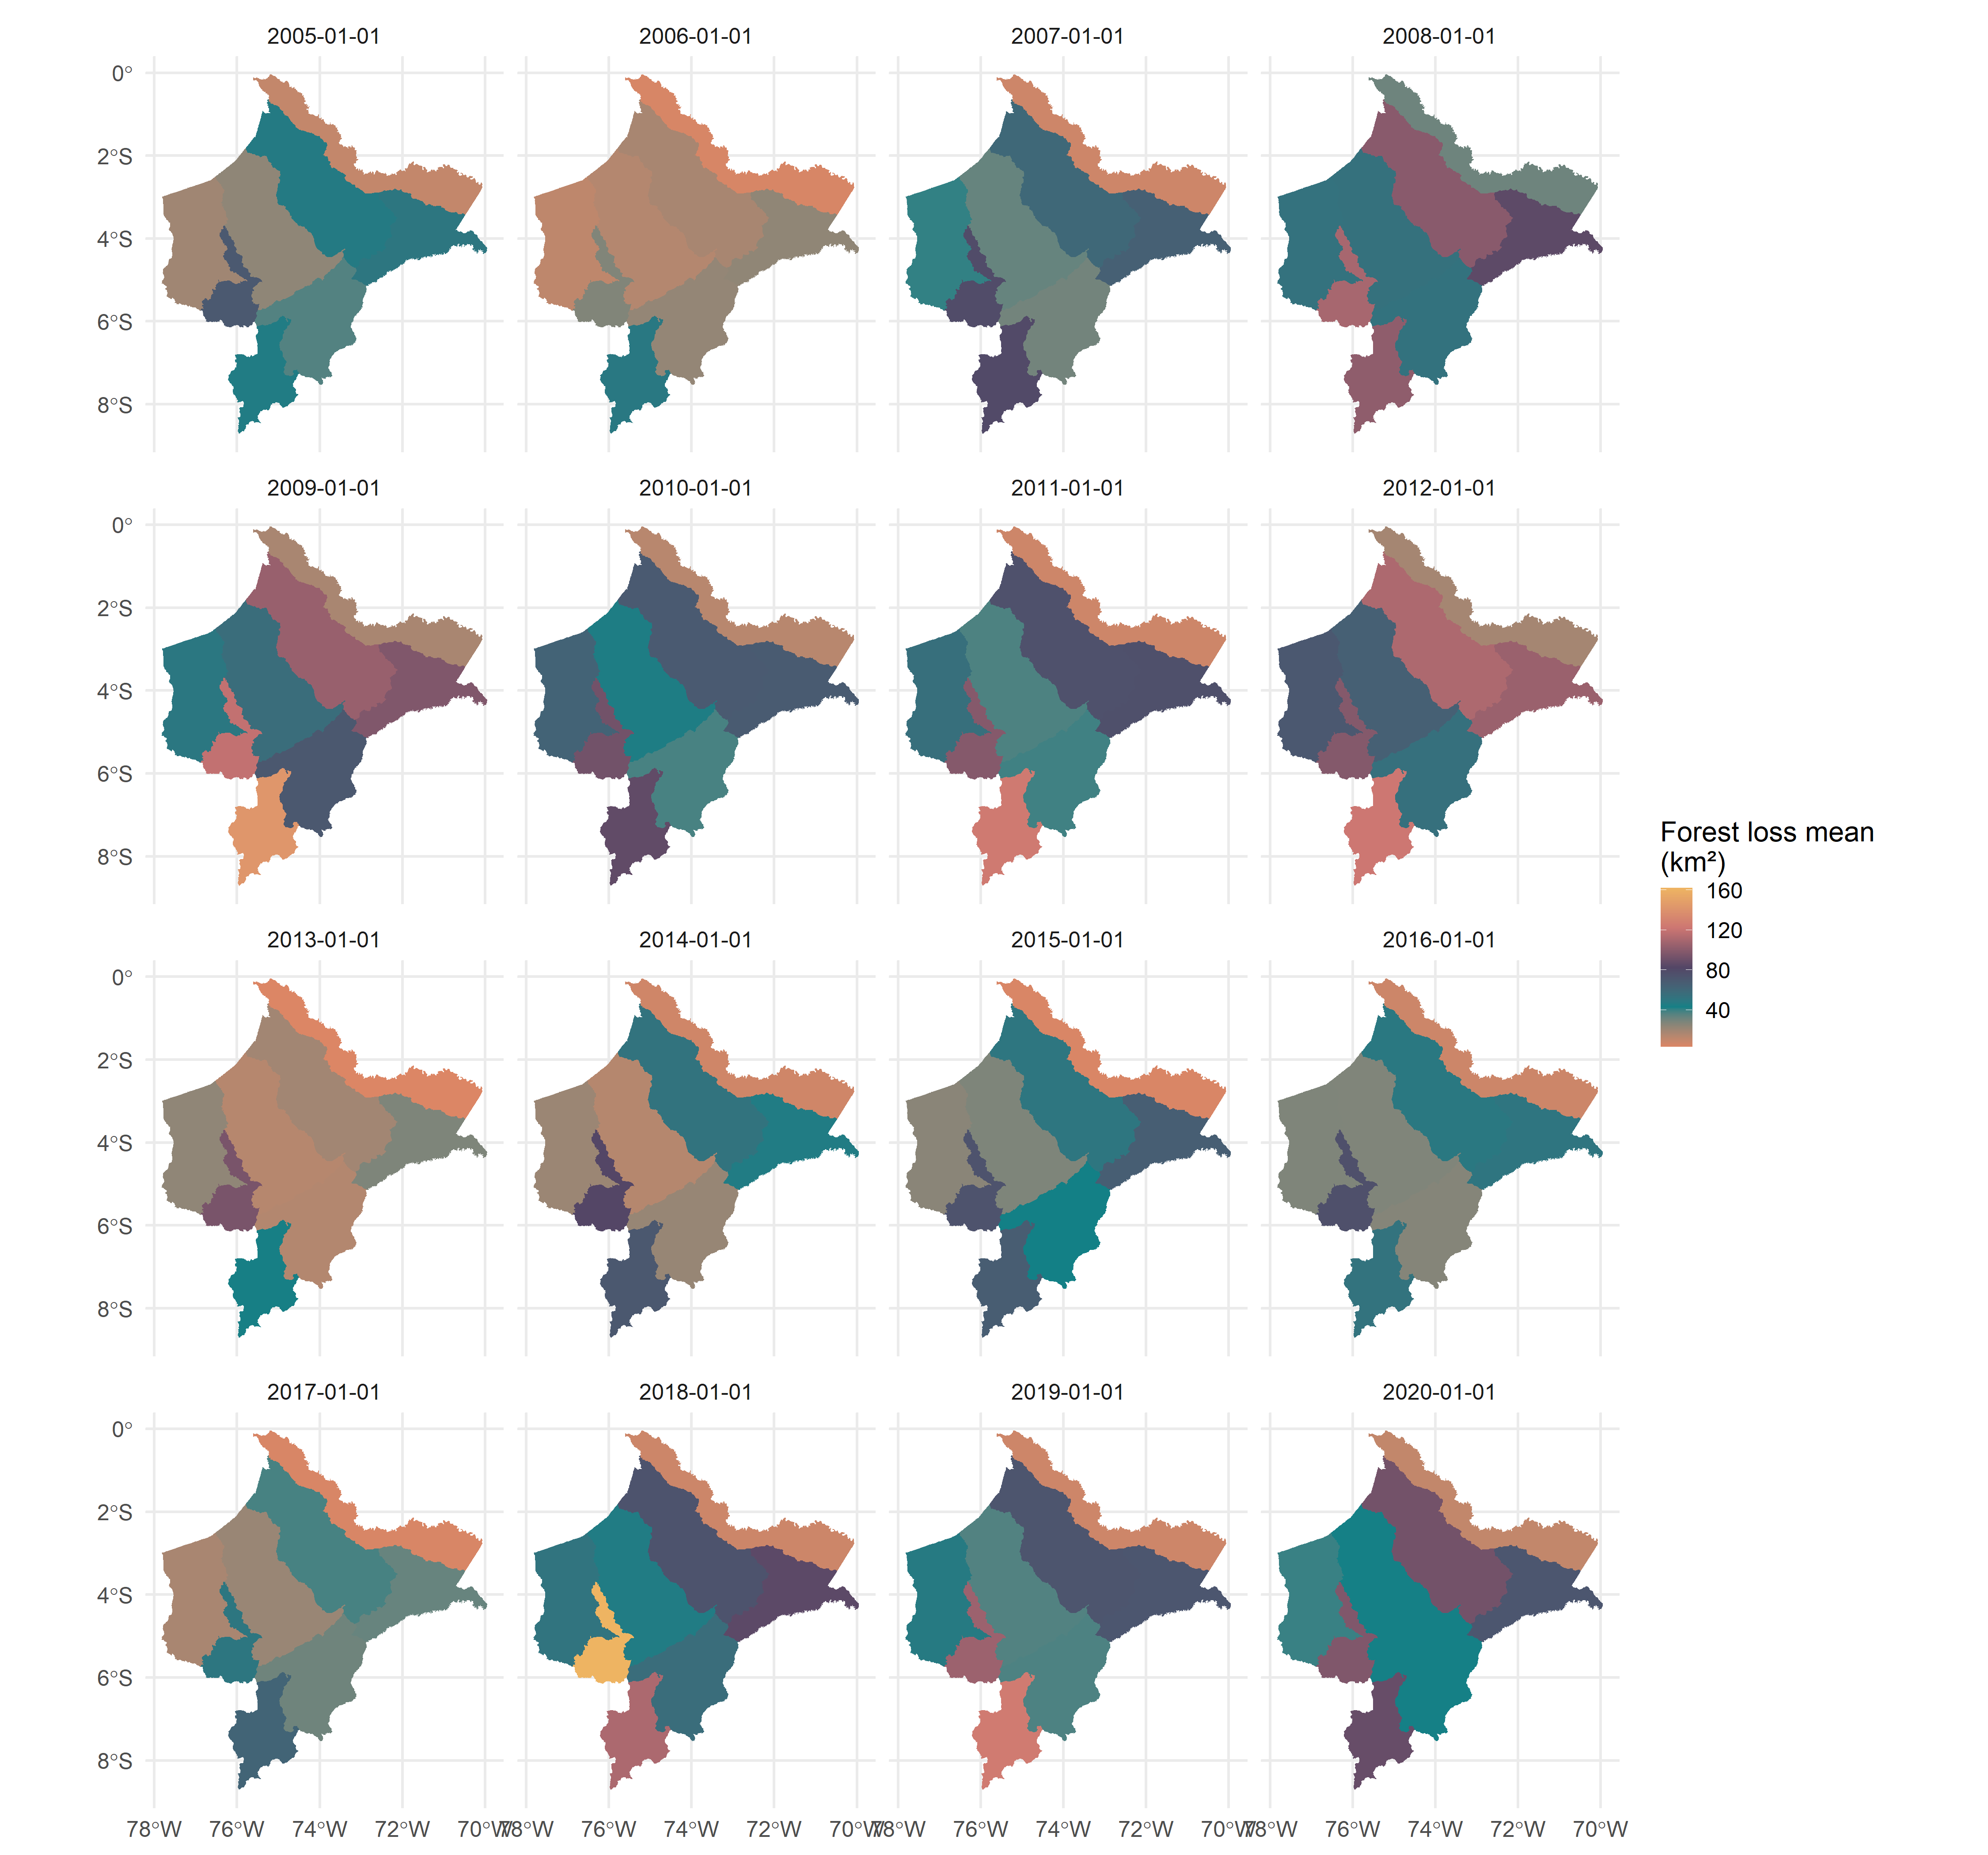 2005-01-01 2006-01-01 2007-01-01 2008-01-01
0°
2°S
4°S
6°S
8°S
2009-01-01 2010-01-01 2011-01-01 2012-01-01
0°
2°S
4°S
6°S
8°S
Forest loss mean
(km²)
160
120
80
40
2013-01-01 2014-01-01 2015-01-01 2016-01-01
0°
2°S
4°S
6°S
8°S
2017-01-01 2018-01-01 2019-01-01 2020-01-01
0°
2°S
4°S
6°S
8°S
78°W 76°W 74°W 72°W 70°W 78°W 76°W 74°W 72°W 70°W 78°W 76°W 74°W 72°W 70°W 78°W 76°W 74°W 72°W 70°W